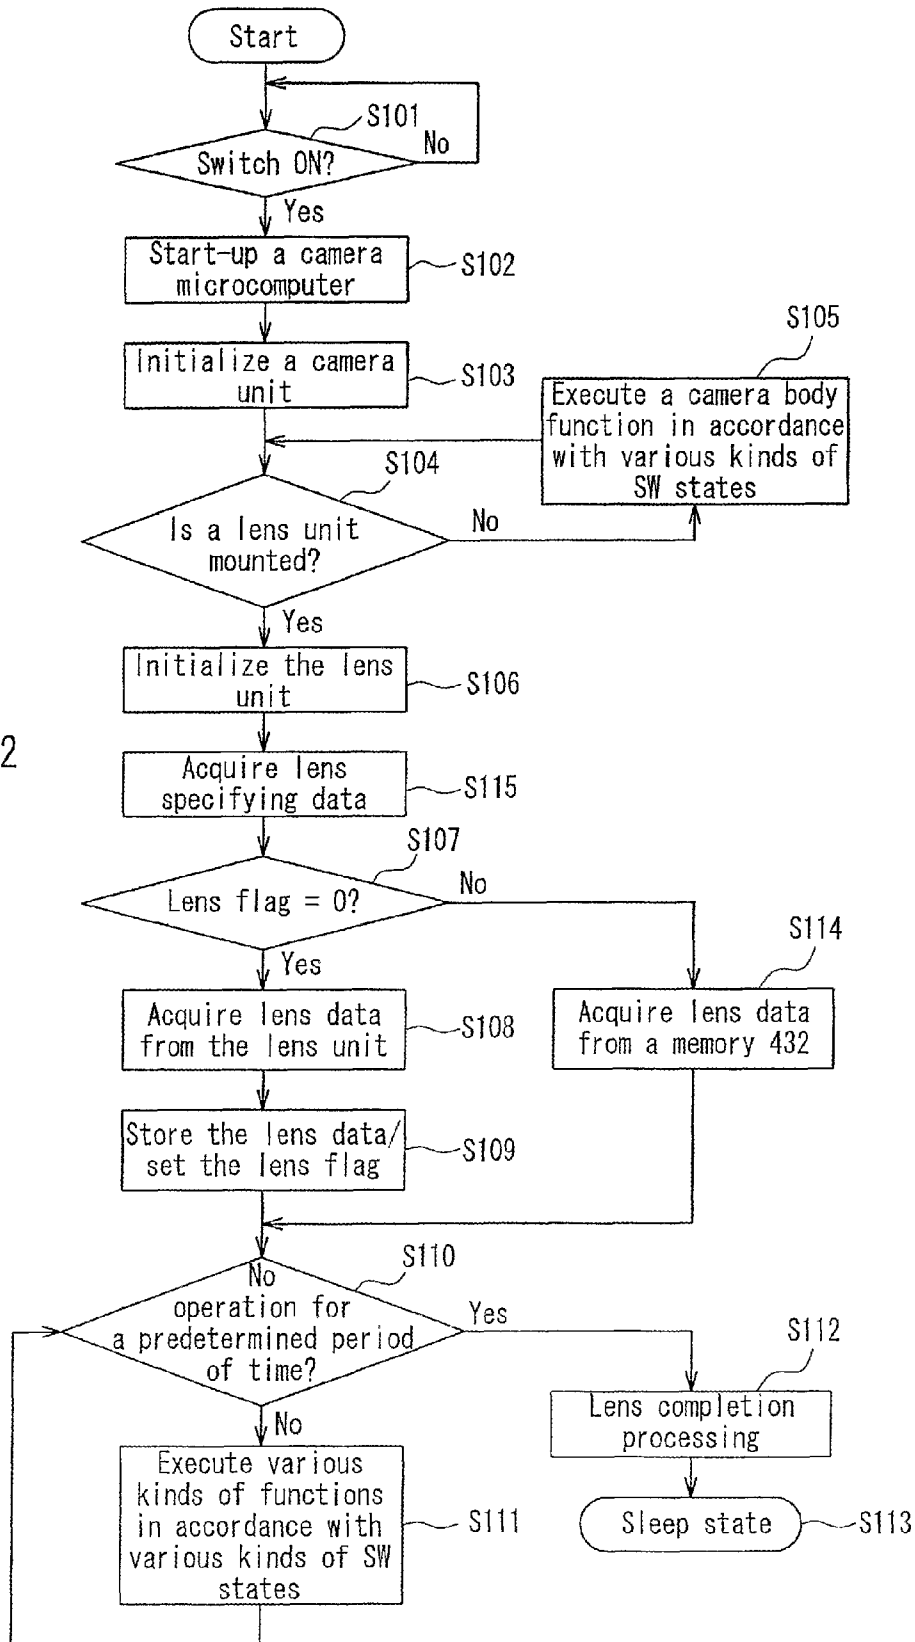 Start
S101
No
Switch ON?
Yes
Start-up a camera
microcomputer
S102
Initialize a camera
unit
S103
S105
Execute a camera body
function in accordance
with various kinds of
SW states
S104
Is a lens unit
mounted?
No
Yes
Initialize the lens
unit
S106
2
Acquire lens
specifying data
S115
S107
Lens flag = 0?
No
Yes
S114
Acquire lens data
from the lens unit
S108
Acquire lens data
from a memory 432
Store the lens data/
set the lens flag
S109
S110
No
operation for
a predetermined period
of time?
Yes
No
S112
Lens completion
processing
Execute various
kinds of functions
in accordance with
various kinds of SW
states
S111
Sleep state
S113